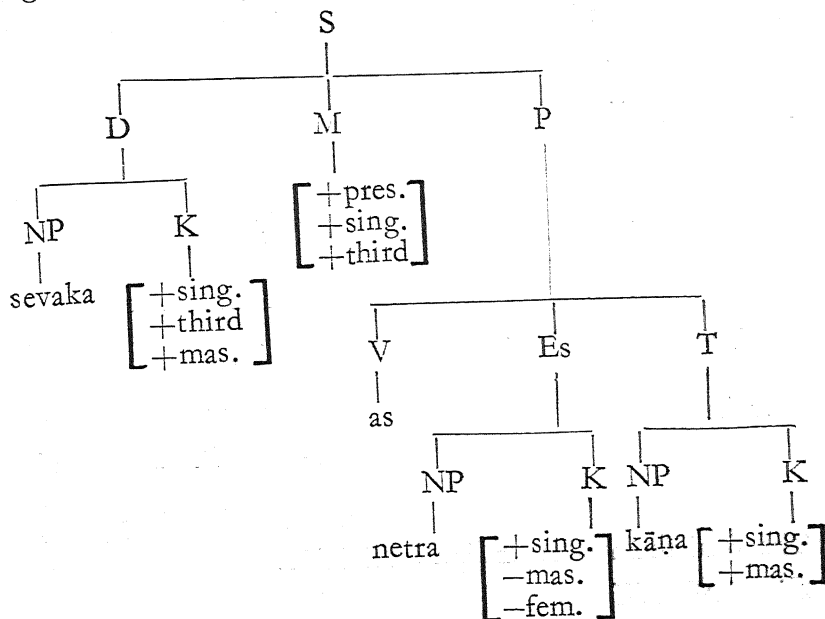 S
D M P
[+pres.
+sing.
+third]
NP K
sevaka [+sing.
+third
+mas.]
V Es T
as
NP K NP K
netra [+sing.
−mas.
−fem.] kāṇa [+sing.
+mas.]